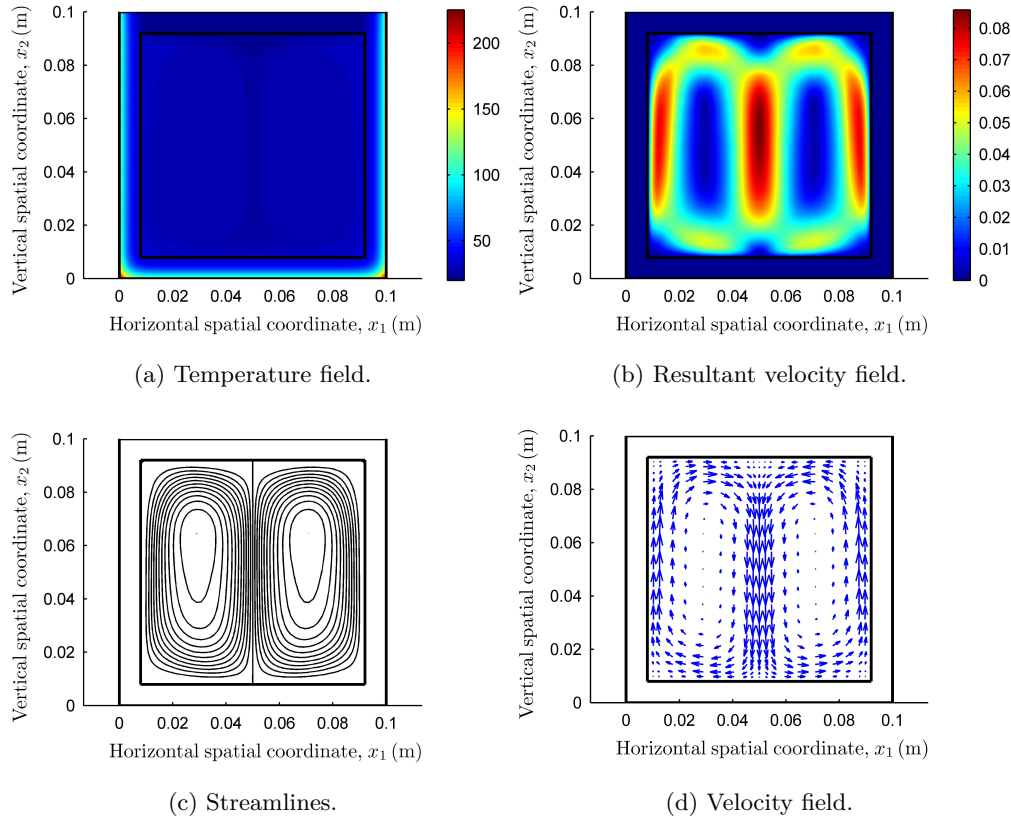 Vertical spatial coordinate, x₂ (m)
0.1
0.08
0.06
0.04
0.02
0
0 0.02 0.04 0.06 0.08 0.1
Horizontal spatial coordinate, x₁ (m)
200
150
100
50
(a) Temperature field.
Vertical spatial coordinate, x₂ (m)
0.1
0.08
0.06
0.04
0.02
0
0 0.02 0.04 0.06 0.08 0.1
Horizontal spatial coordinate, x₁ (m)
0.08
0.07
0.06
0.05
0.04
0.03
0.02
0.01
0
(b) Resultant velocity field.
Vertical spatial coordinate, x₂ (m)
0.1
0.08
0.06
0.04
0.02
0
0 0.02 0.04 0.06 0.08 0.1
Horizontal spatial coordinate, x₁ (m)
(c) Streamlines.
Vertical spatial coordinate, x₂ (m)
0.1
0.08
0.06
0.04
0.02
0
0 0.02 0.04 0.06 0.08 0.1
Horizontal spatial coordinate, x₁ (m)
(d) Velocity field.